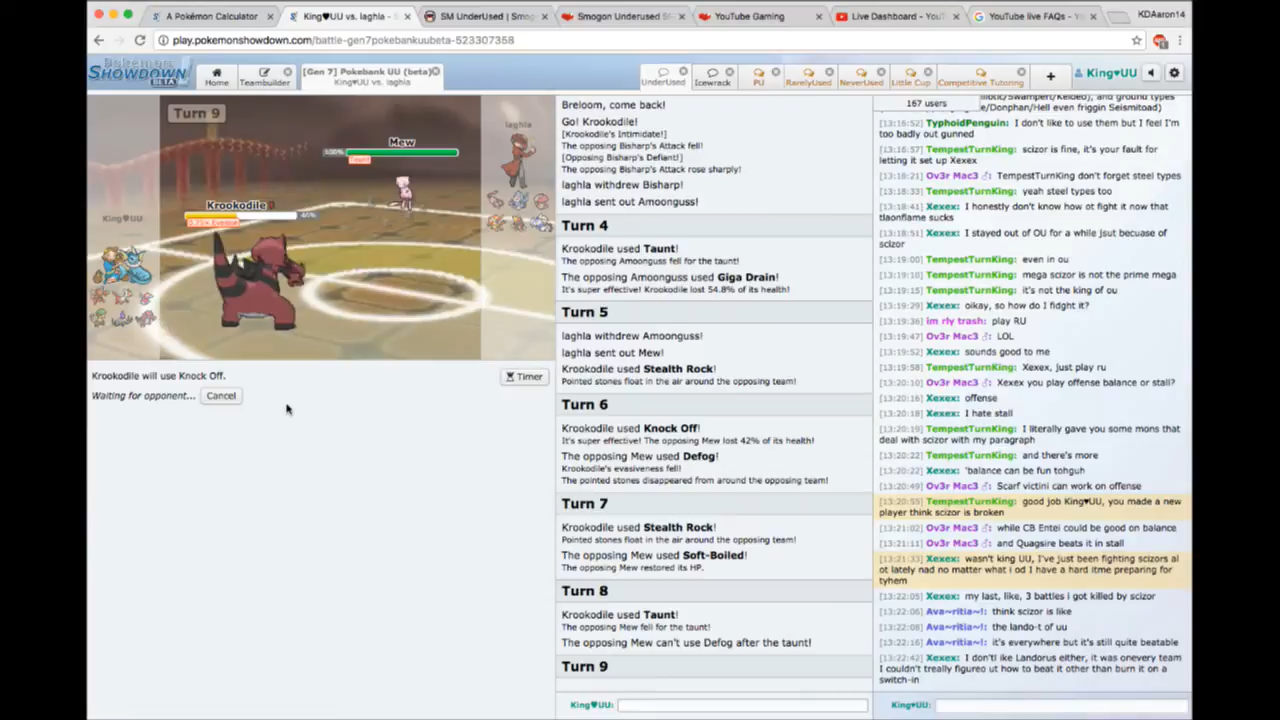 A Pokémon Calculator
King♥UU vs. laghla -
SM UnderUsed | Smog
Smogon Underused S
YouTube Gaming
Live Dashboard - YouT
YouTube live FAQs - Yo
KDAaron14
play.pokemonshowdown.com/battle-gen7pokebankuubeta-523307358
Pokémon
SHOWDOWN
BETA
Home
Teambuilder
[Gen 7] Pokebank UU (beta)
King♥UU vs. laghla
UnderUsed
Icewrack
PU
RarelyUsed
NeverUsed
Little Cup
Competitive Tutoring
King♥UU
Turn 9
Mew
100%
Taunt
laghla
King♥UU
Krookodile
46%
0.75× Evasion
Krookodile will use Knock Off.
Timer
Waiting for opponent...
Cancel
Breloom, come back!
Go! Krookodile!
[Krookodile's Intimidate!]
The opposing Bisharp's Attack fell!
[Opposing Bisharp's Defiant!]
The opposing Bisharp's Attack rose sharply!
laghla withdrew Bisharp!
laghla sent out Amoonguss!
Turn 4
Krookodile used Taunt!
The opposing Amoonguss fell for the taunt!
The opposing Amoonguss used Giga Drain!
It's super effective! Krookodile lost 54.8% of its health!
Turn 5
laghla withdrew Amoonguss!
laghla sent out Mew!
Krookodile used Stealth Rock!
Pointed stones float in the air around the opposing team!
Turn 6
Krookodile used Knock Off!
It's super effective! The opposing Mew lost 42% of its health!
The opposing Mew used Defog!
Krookodile's evasiveness fell!
The pointed stones disappeared from around the opposing team!
Turn 7
Krookodile used Stealth Rock!
Pointed stones float in the air around the opposing team!
The opposing Mew used Soft-Boiled!
The opposing Mew restored its HP.
Turn 8
Krookodile used Taunt!
The opposing Mew fell for the taunt!
The opposing Mew can't use Defog after the taunt!
Turn 9
King♥UU:
167 users
/Donphan/Hell even friggin Seismitoad)
[13:16:52] TyphoidPenguin: I don't like to use them but I feel I'm
too badly out gunned
[13:16:57] TempestTurnKing: scizor is fine, it's your fault for
letting it set up Xexex
[13:18:21] Ov3r Mac3♂: TempestTurnKing don't forget steel types
[13:18:33] TempestTurnKing: yeah steel types too
[13:18:41] Xexex: I honestly don't know how ot fight it now that
tlaonflame sucks
[13:18:51] Xexex: I stayed out of OU for a while jsut becuase of
scizor
[13:19:00] TempestTurnKing: even in ou
[13:19:10] TempestTurnKing: mega scizor is not the prime mega
[13:19:15] TempestTurnKing: it's not the king of ou
[13:19:29] Xexex: oikay, so how do I fidght it?
[13:19:36] im rly trash: play RU
[13:19:47] Ov3r Mac3♂: LOL
[13:19:52] Xexex: sounds good to me
[13:19:58] TempestTurnKing: Xexex, just play ru
[13:20:10] Ov3r Mac3♂: Xexex you play offense balance or stall?
[13:20:16] Xexex: offense
[13:20:18] Xexex: I hate stall
[13:20:19] TempestTurnKing: I literally gave you some mons that
deal with scizor with my paragraph
[13:20:22] TempestTurnKing: and there's more
[13:20:22] Xexex: 'balance can be fun tohguh
[13:20:49] Ov3r Mac3♂: Scarf victini can work on offense
[13:20:55] TempestTurnKing: good job King♥UU, you made a new
player think scizor is broken
[13:21:02] Ov3r Mac3♂: while CB Entei could be good on balance
[13:21:11] Ov3r Mac3♂: and Quagsire beats it in stall
[13:21:33] Xexex: wasn't king UU, I've just been fighting scizors al
ot lately nad no matter what i od I have a hard itme preparing for
tyhem
[13:22:05] Xexex: my last, like, 3 battles i got killed by scizor
[13:22:06] Ava~ritia~!: think scizor is like
[13:22:08] Ava~ritia~!: the lando-t of uu
[13:22:16] Ava~ritia~!: it's everywhere but it's still quite beatable
[13:22:42] Xexex: I don'tl ike Landorus either, it was onevery team
I couldn't treally figureed ut how to beat it other than burn it on a
switch-in
King♥UU: